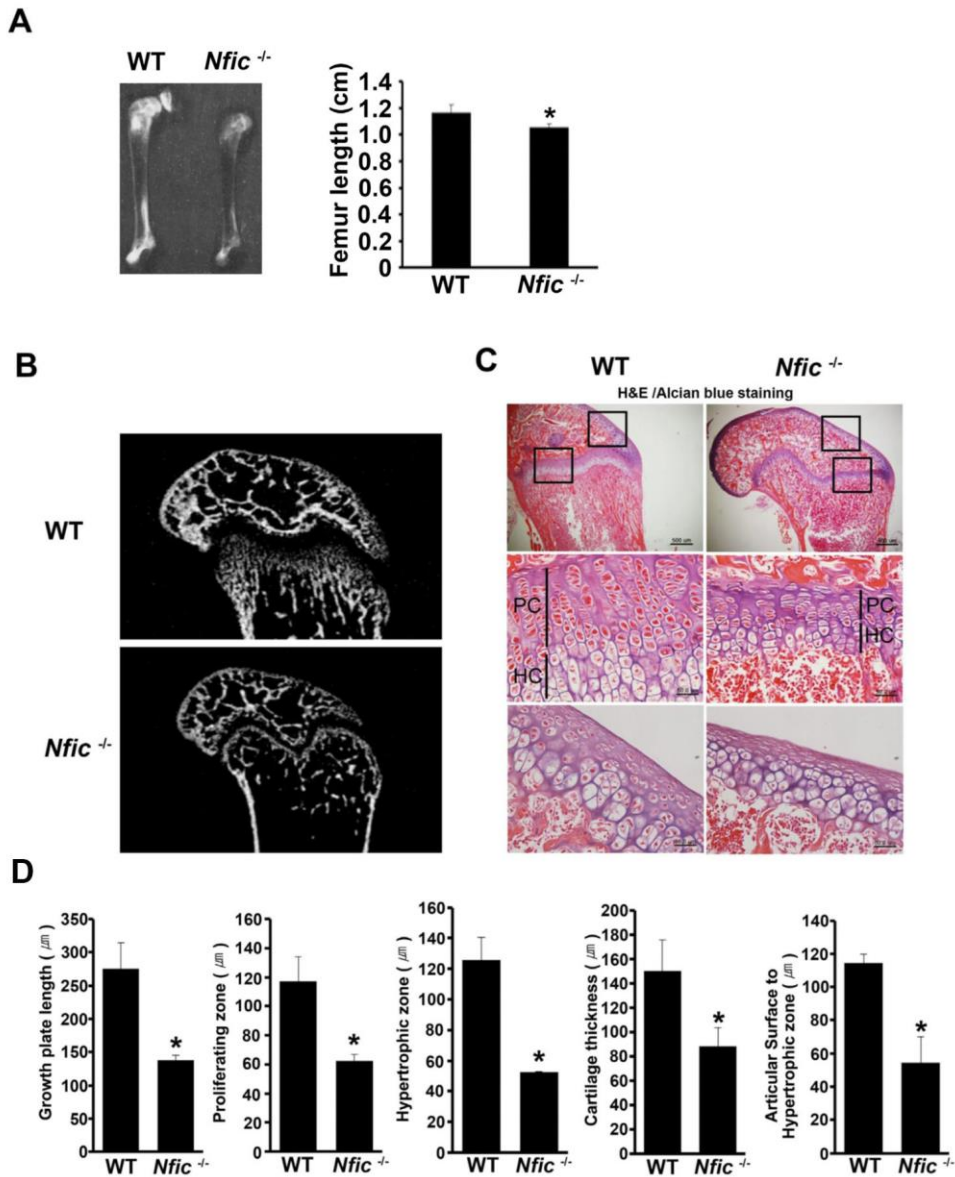 A
WT Nfic -/-
Femur length (cm)
1.4
1.2
1.0
0.8
0.6
0.4
0.2
0
*
WT Nfic -/-
B
WT
Nfic -/-
C
WT Nfic -/-
H&E /Alcian blue staining
500 μm
PC
HC
PC
HC
D
Growth plate length ( ㎛ )
350
300
250
200
150
100
50
0
*
WT Nfic -/-
Proliferating zone ( ㎛ )
160
140
120
100
80
60
40
20
0
*
WT Nfic -/-
Hypertrophic zone ( ㎛ )
160
140
120
100
80
60
40
20
0
*
WT Nfic -/-
Cartilage thickness ( ㎛ )
200
180
160
140
120
100
80
60
40
20
0
*
WT Nfic -/-
Articular Surface to
Hypertrophic zone ( ㎛ )
140
120
100
80
60
40
20
0
*
WT Nfic -/-